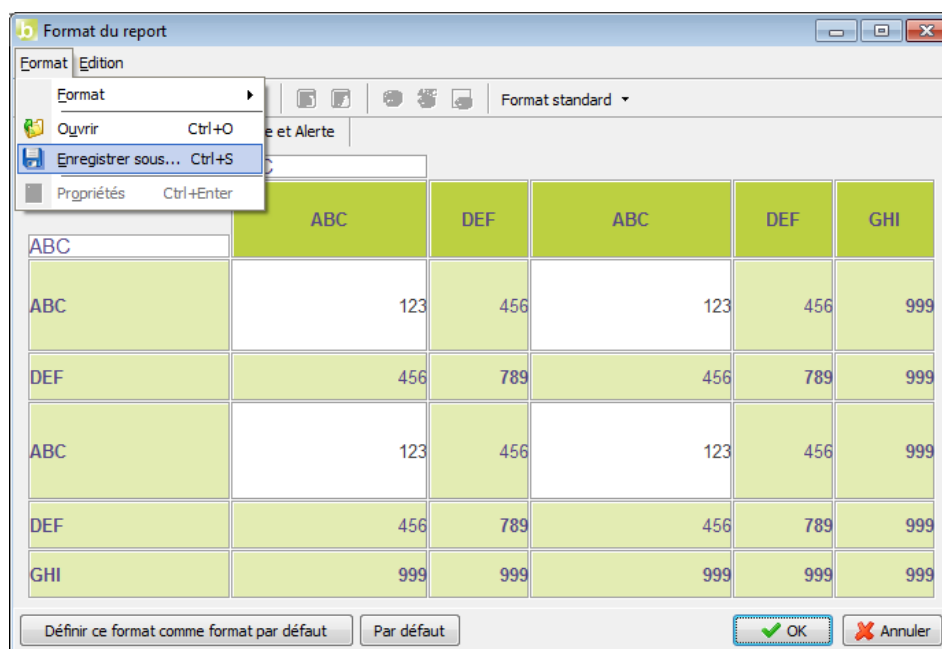 Format du report
Format Edition
Format
Ouvrir Ctrl+O
Enregistrer sous... Ctrl+S
Propriétés Ctrl+Enter
Format standard
et Alerte
ABC DEF ABC DEF GHI
ABC
ABC 123 456 123 456 999
DEF 456 789 456 789 999
ABC 123 456 123 456 999
DEF 456 789 456 789 999
GHI 999 999 999 999 999
Définir ce format comme format par défaut Par défaut OK Annuler